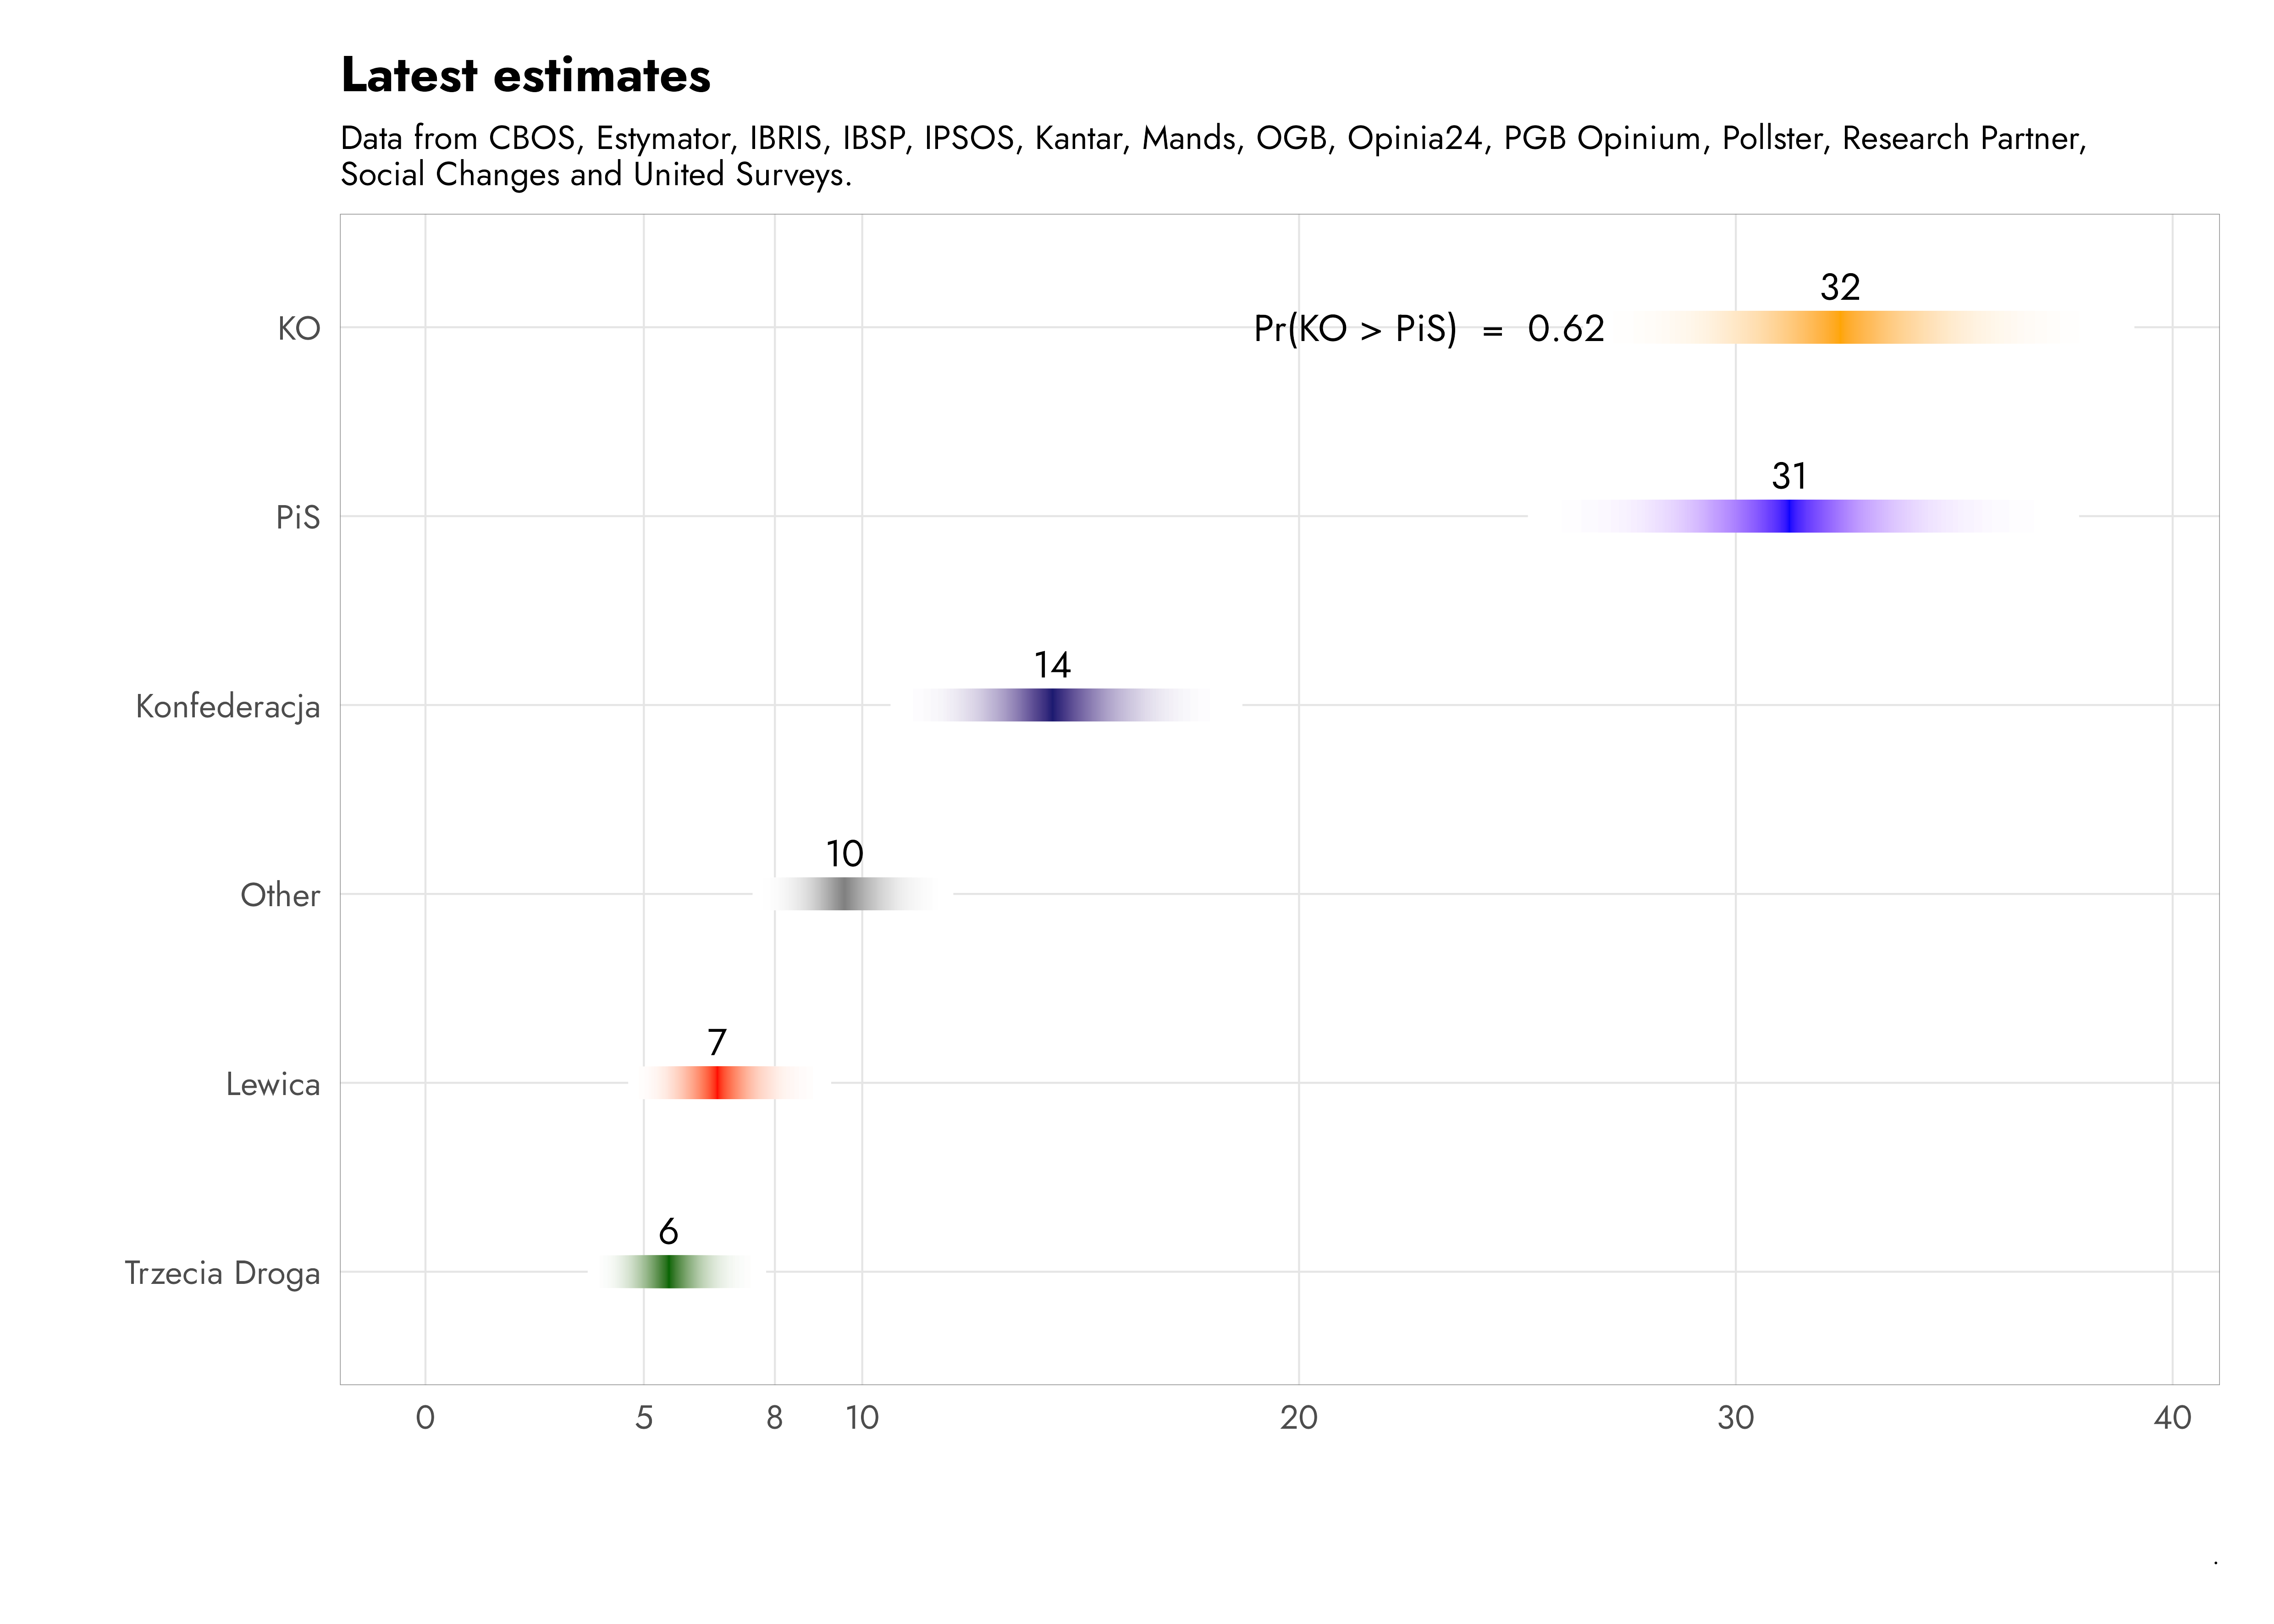 Latest estimates
Data from CBOS, Estymator, IBRIS, IBSP, IPSOS, Kantar, Mands, OGB, Opinia24, PGB Opinium, Pollster, Research Partner,
Social Changes and United Surveys.
32
KO
Pr(KO > PiS) = 0.62
31
PiS
14
Konfederacja
10
Other
7
Lewica
6
Trzecia Droga
0 5 8 10 20 30 40
.